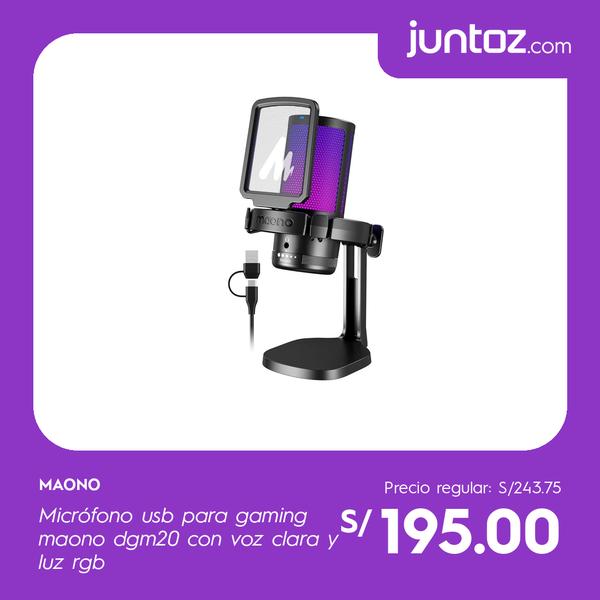 juntoz.com
maono
MAONO
Precio regular: S/243.75
Micrófono usb para gaming
maono dgm20 con voz clara y
luz rgb
S/195.00